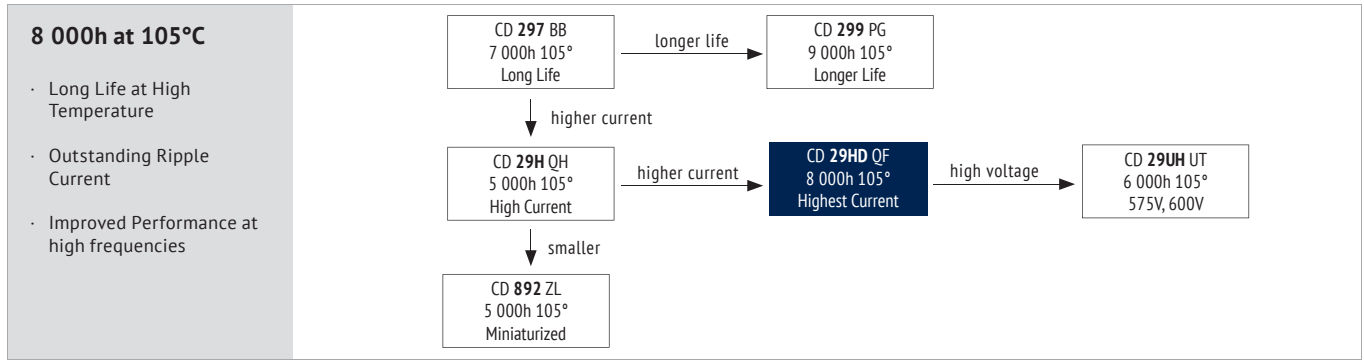 8 000h at 105°C
· Long Life at High
Temperature
· Outstanding Ripple
Current
· Improved Performance at
high frequencies
CD 297 BB
7 000h 105°
Long Life
longer life
CD 299 PG
9 000h 105°
Longer Life
higher current
CD 29H QH
5 000h 105°
High Current
higher current
CD 29HD QF
8 000h 105°
Highest Current
high voltage
CD 29UH UT
6 000h 105°
575V, 600V
smaller
CD 892 ZL
5 000h 105°
Miniaturized